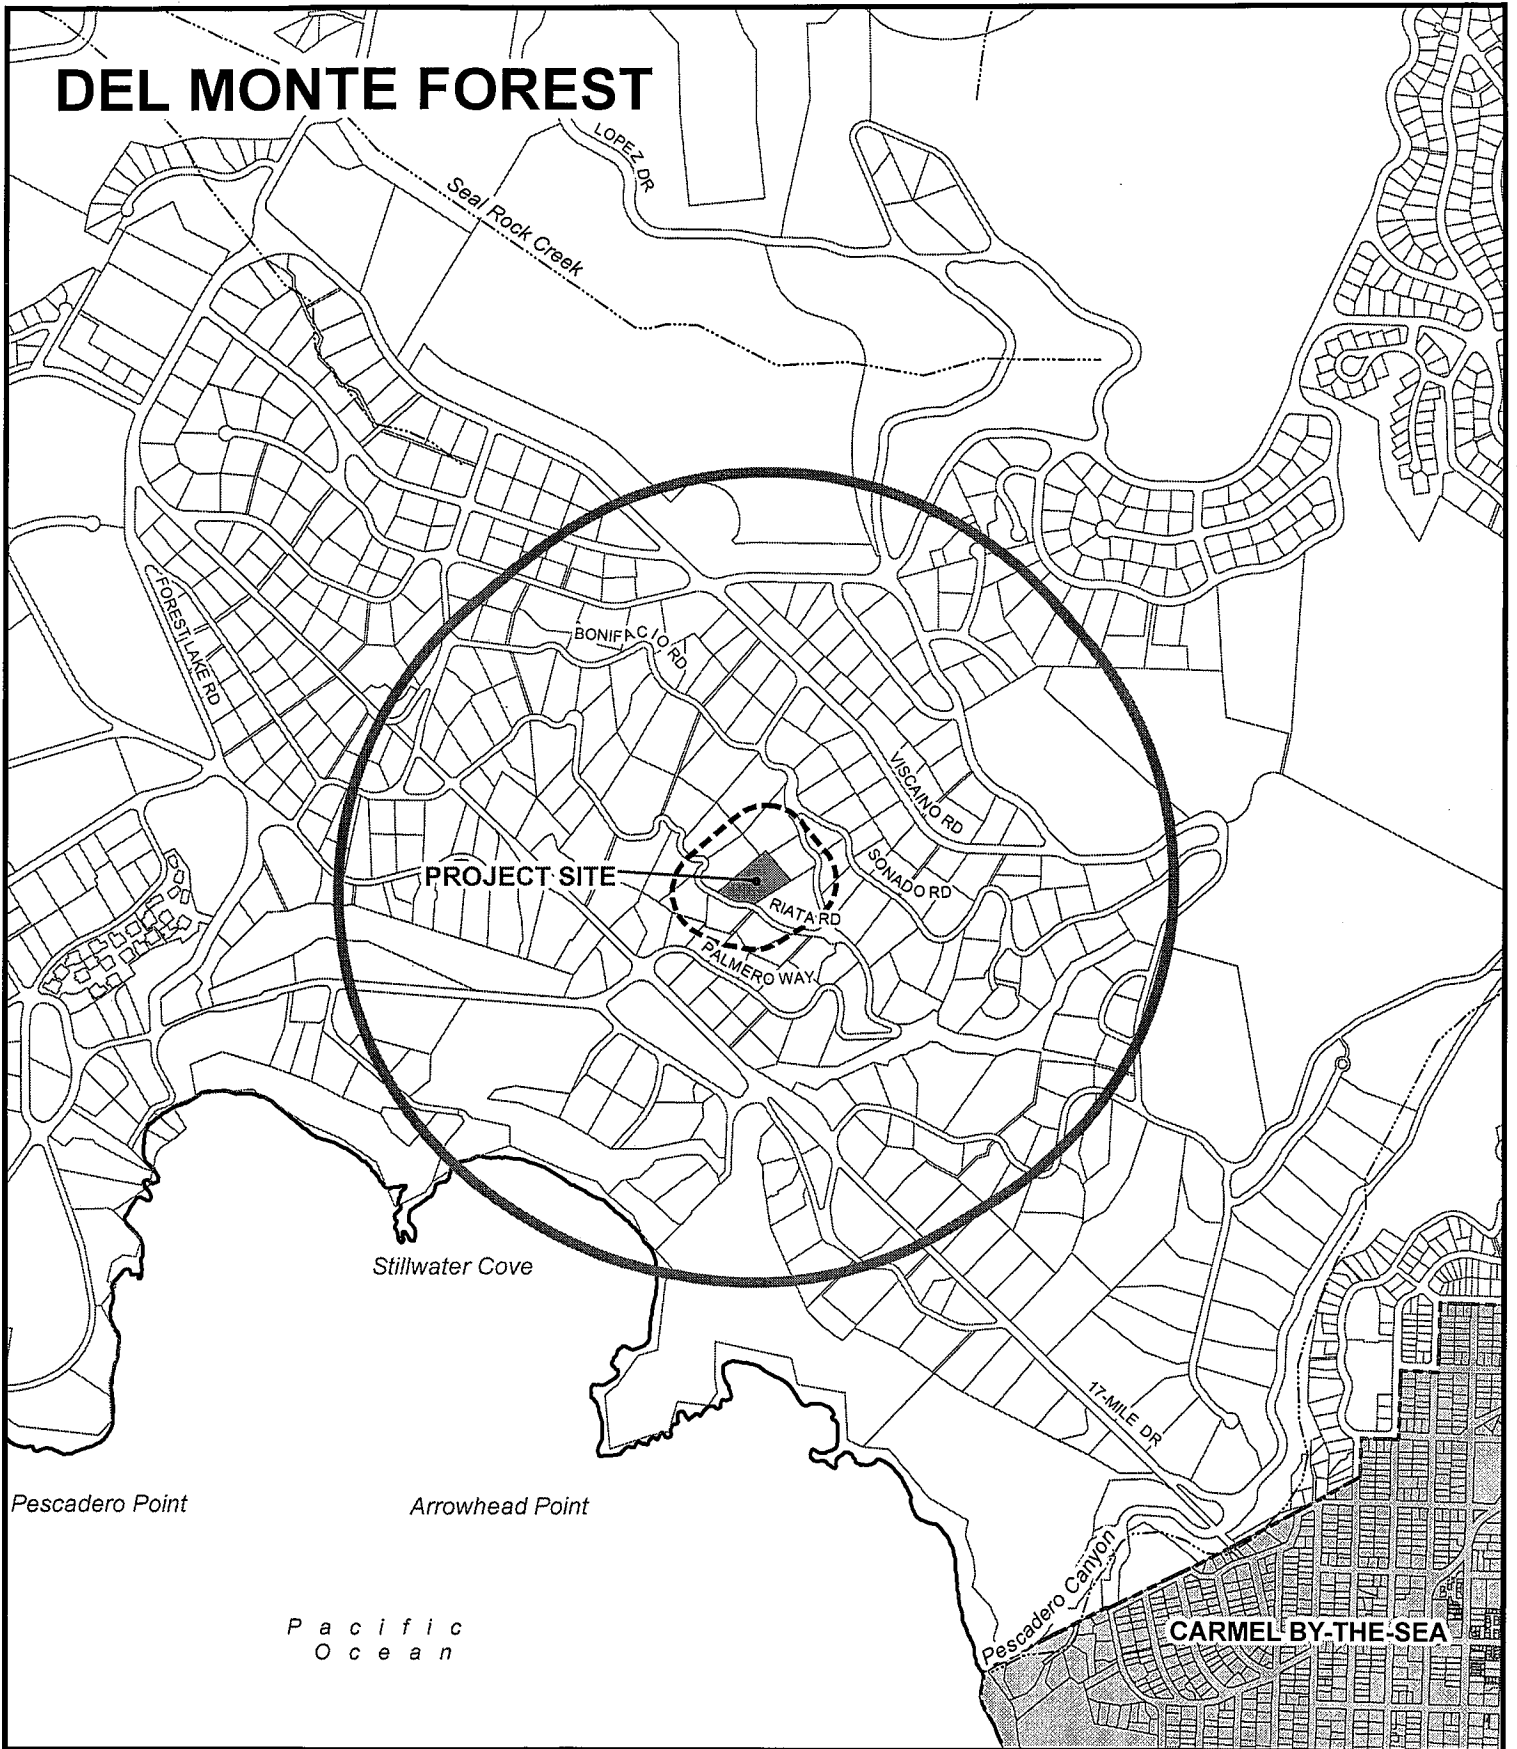 DEL MONTE FOREST
LOPEZ DR
Seal Rock Creek
FOREST LAKE RD
BONIFACIO RD
VISCAINO RD
PROJECT SITE
SONADO RD
RIATA RD
PALMERO WAY
Stillwater Cove
17-MILE DR
Pescadero Point
Arrowhead Point
Pescadero Canyon
Pacific
Ocean
CARMEL BY-THE-SEA